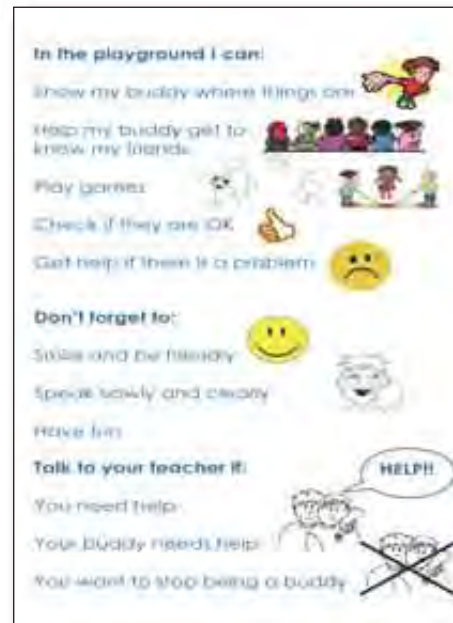 In the playground I can:
Show my buddy where things are
Help my buddy get to
know my friends
Play games
Check if they are OK
Get help if there is a problem
Don't forget to:
Smile and be friendly
Speak slowly and clearly
Have fun
Talk to your teacher if:
HELP!!
You need help
Your buddy needs help
You want to stop being a buddy